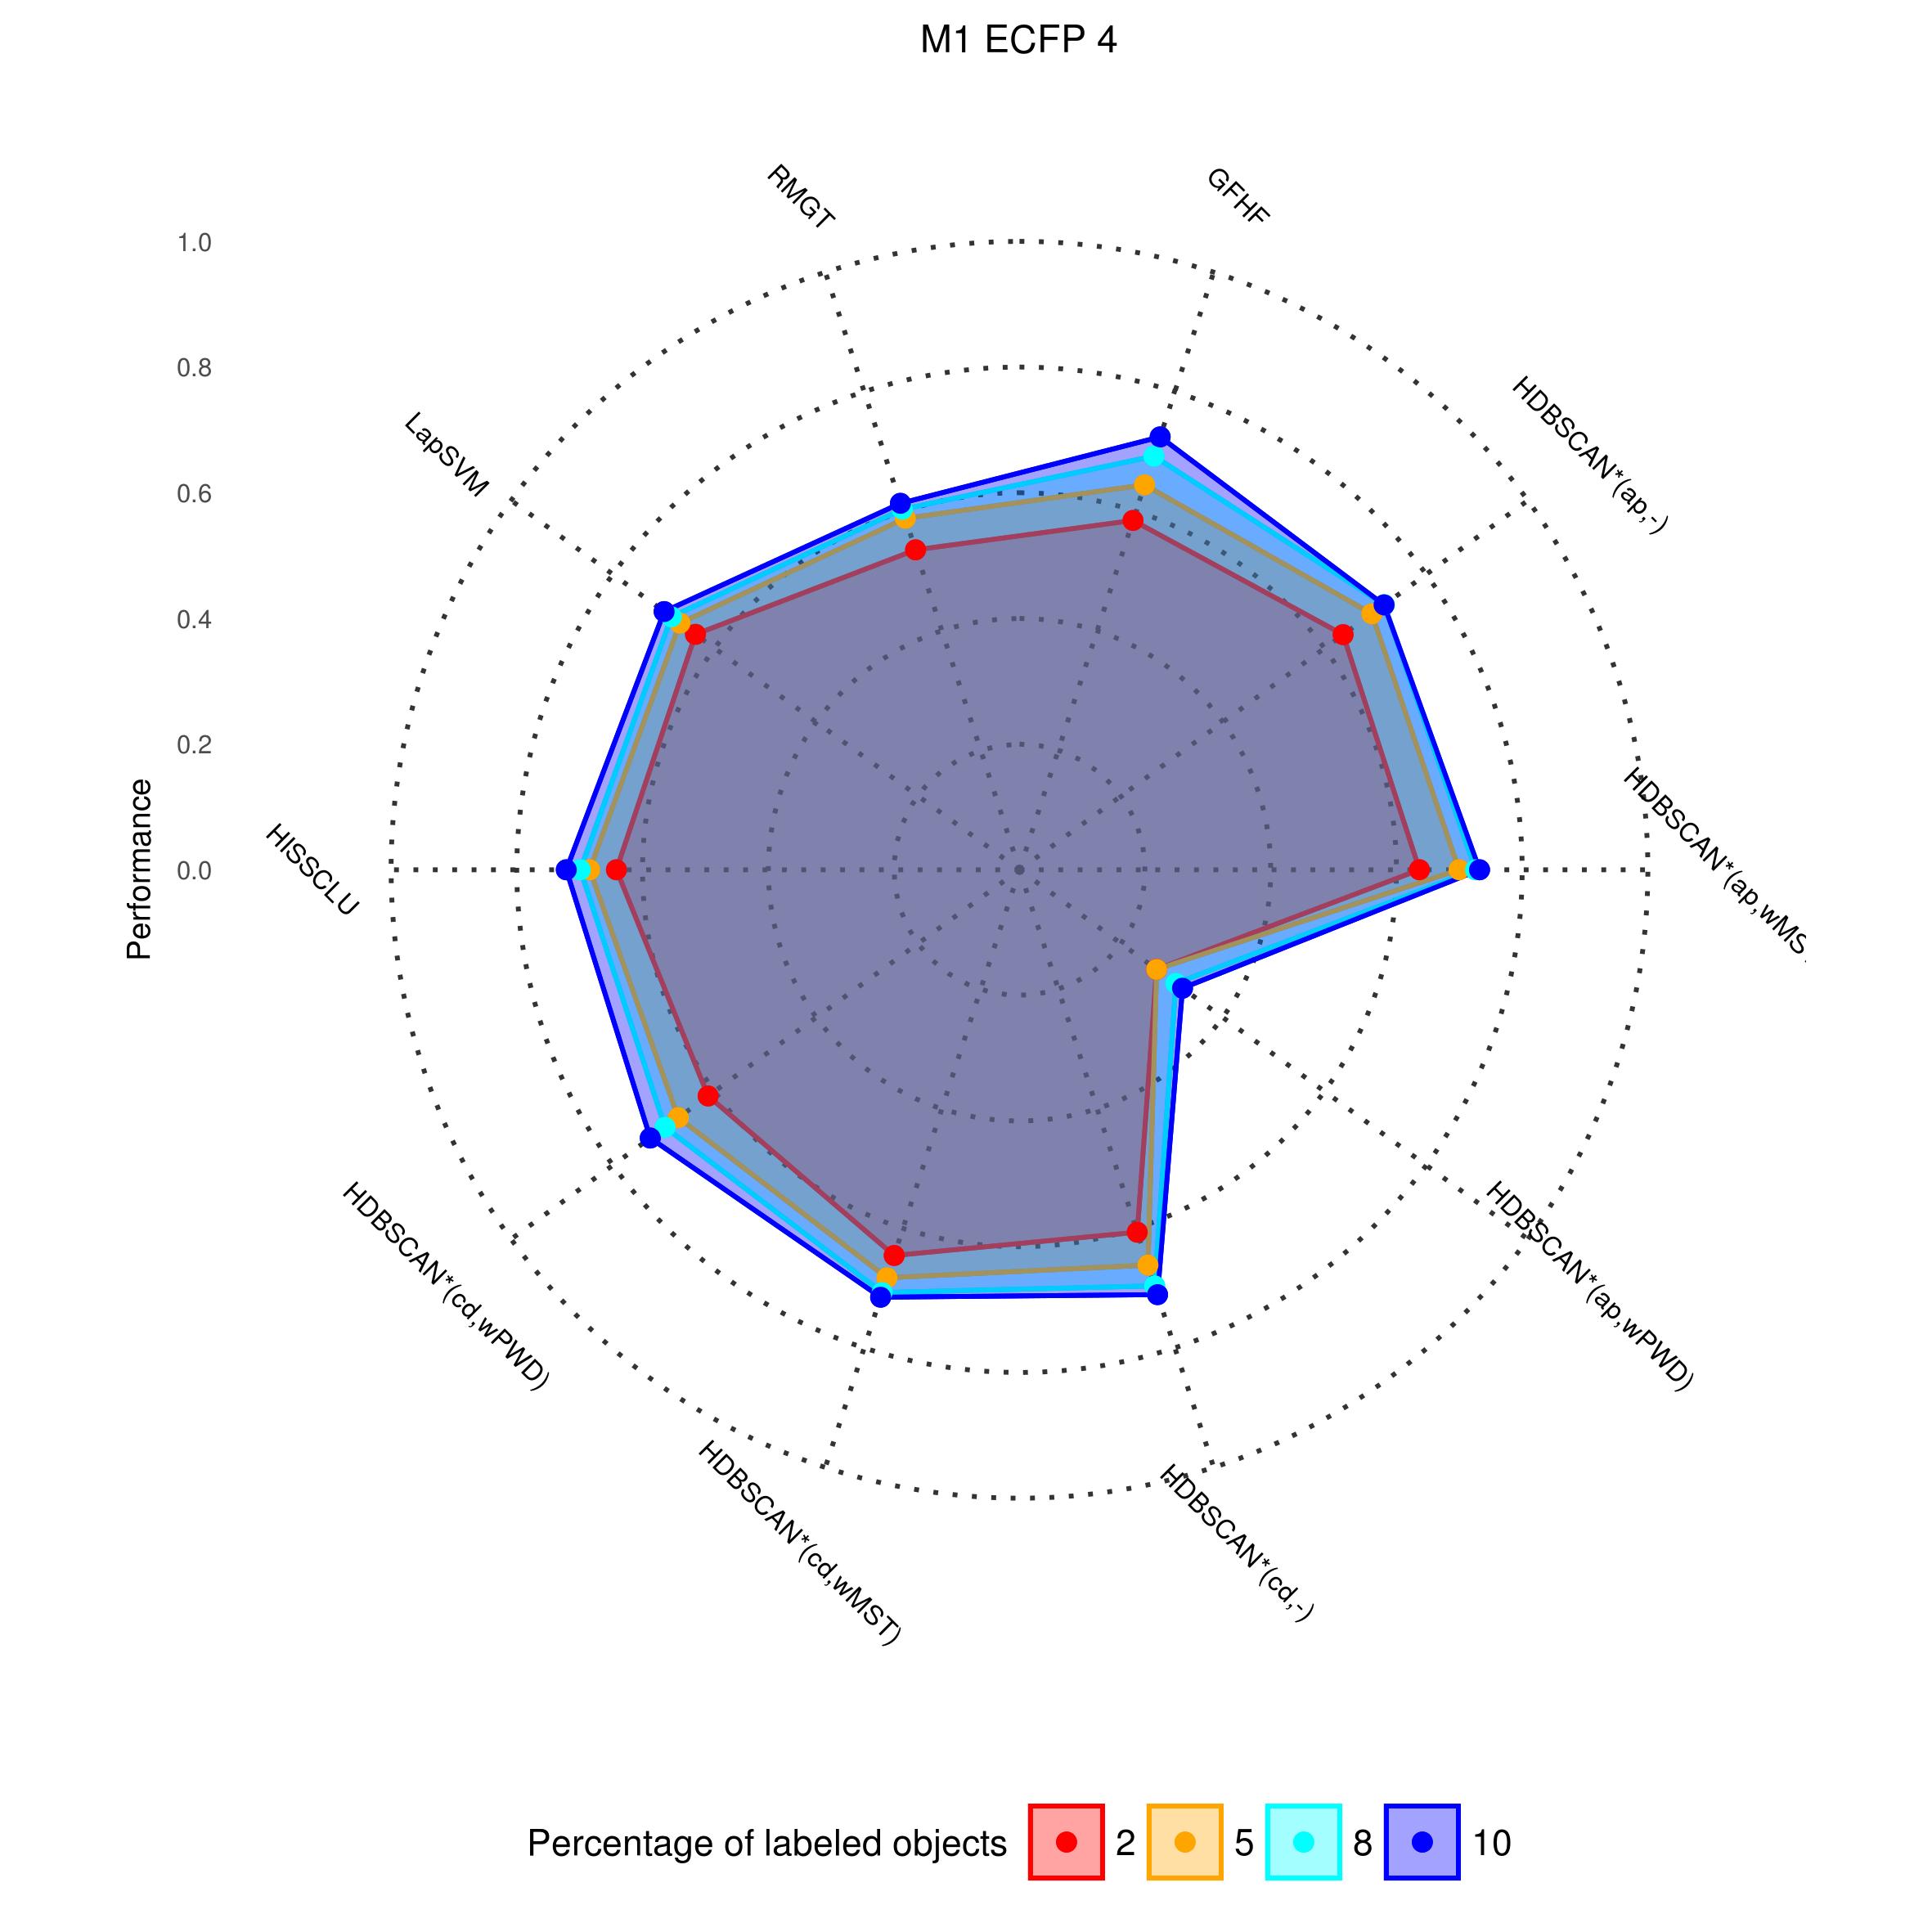 M1 ECFP 4
RMGT
GFHF
1.0
0.8
0.6
0.4
0.2
0.0
LapSVM
HDBSCAN*(ap,-)
Performance
HISSCLU
HDBSCAN*(ap,wMS
HDBSCAN*(cd,wPWD)
HDBSCAN*(ap,wPWD)
HDBSCAN*(cd,wMST)
HDBSCAN*(cd,-)
Percentage of labeled objects 2 5 8 10